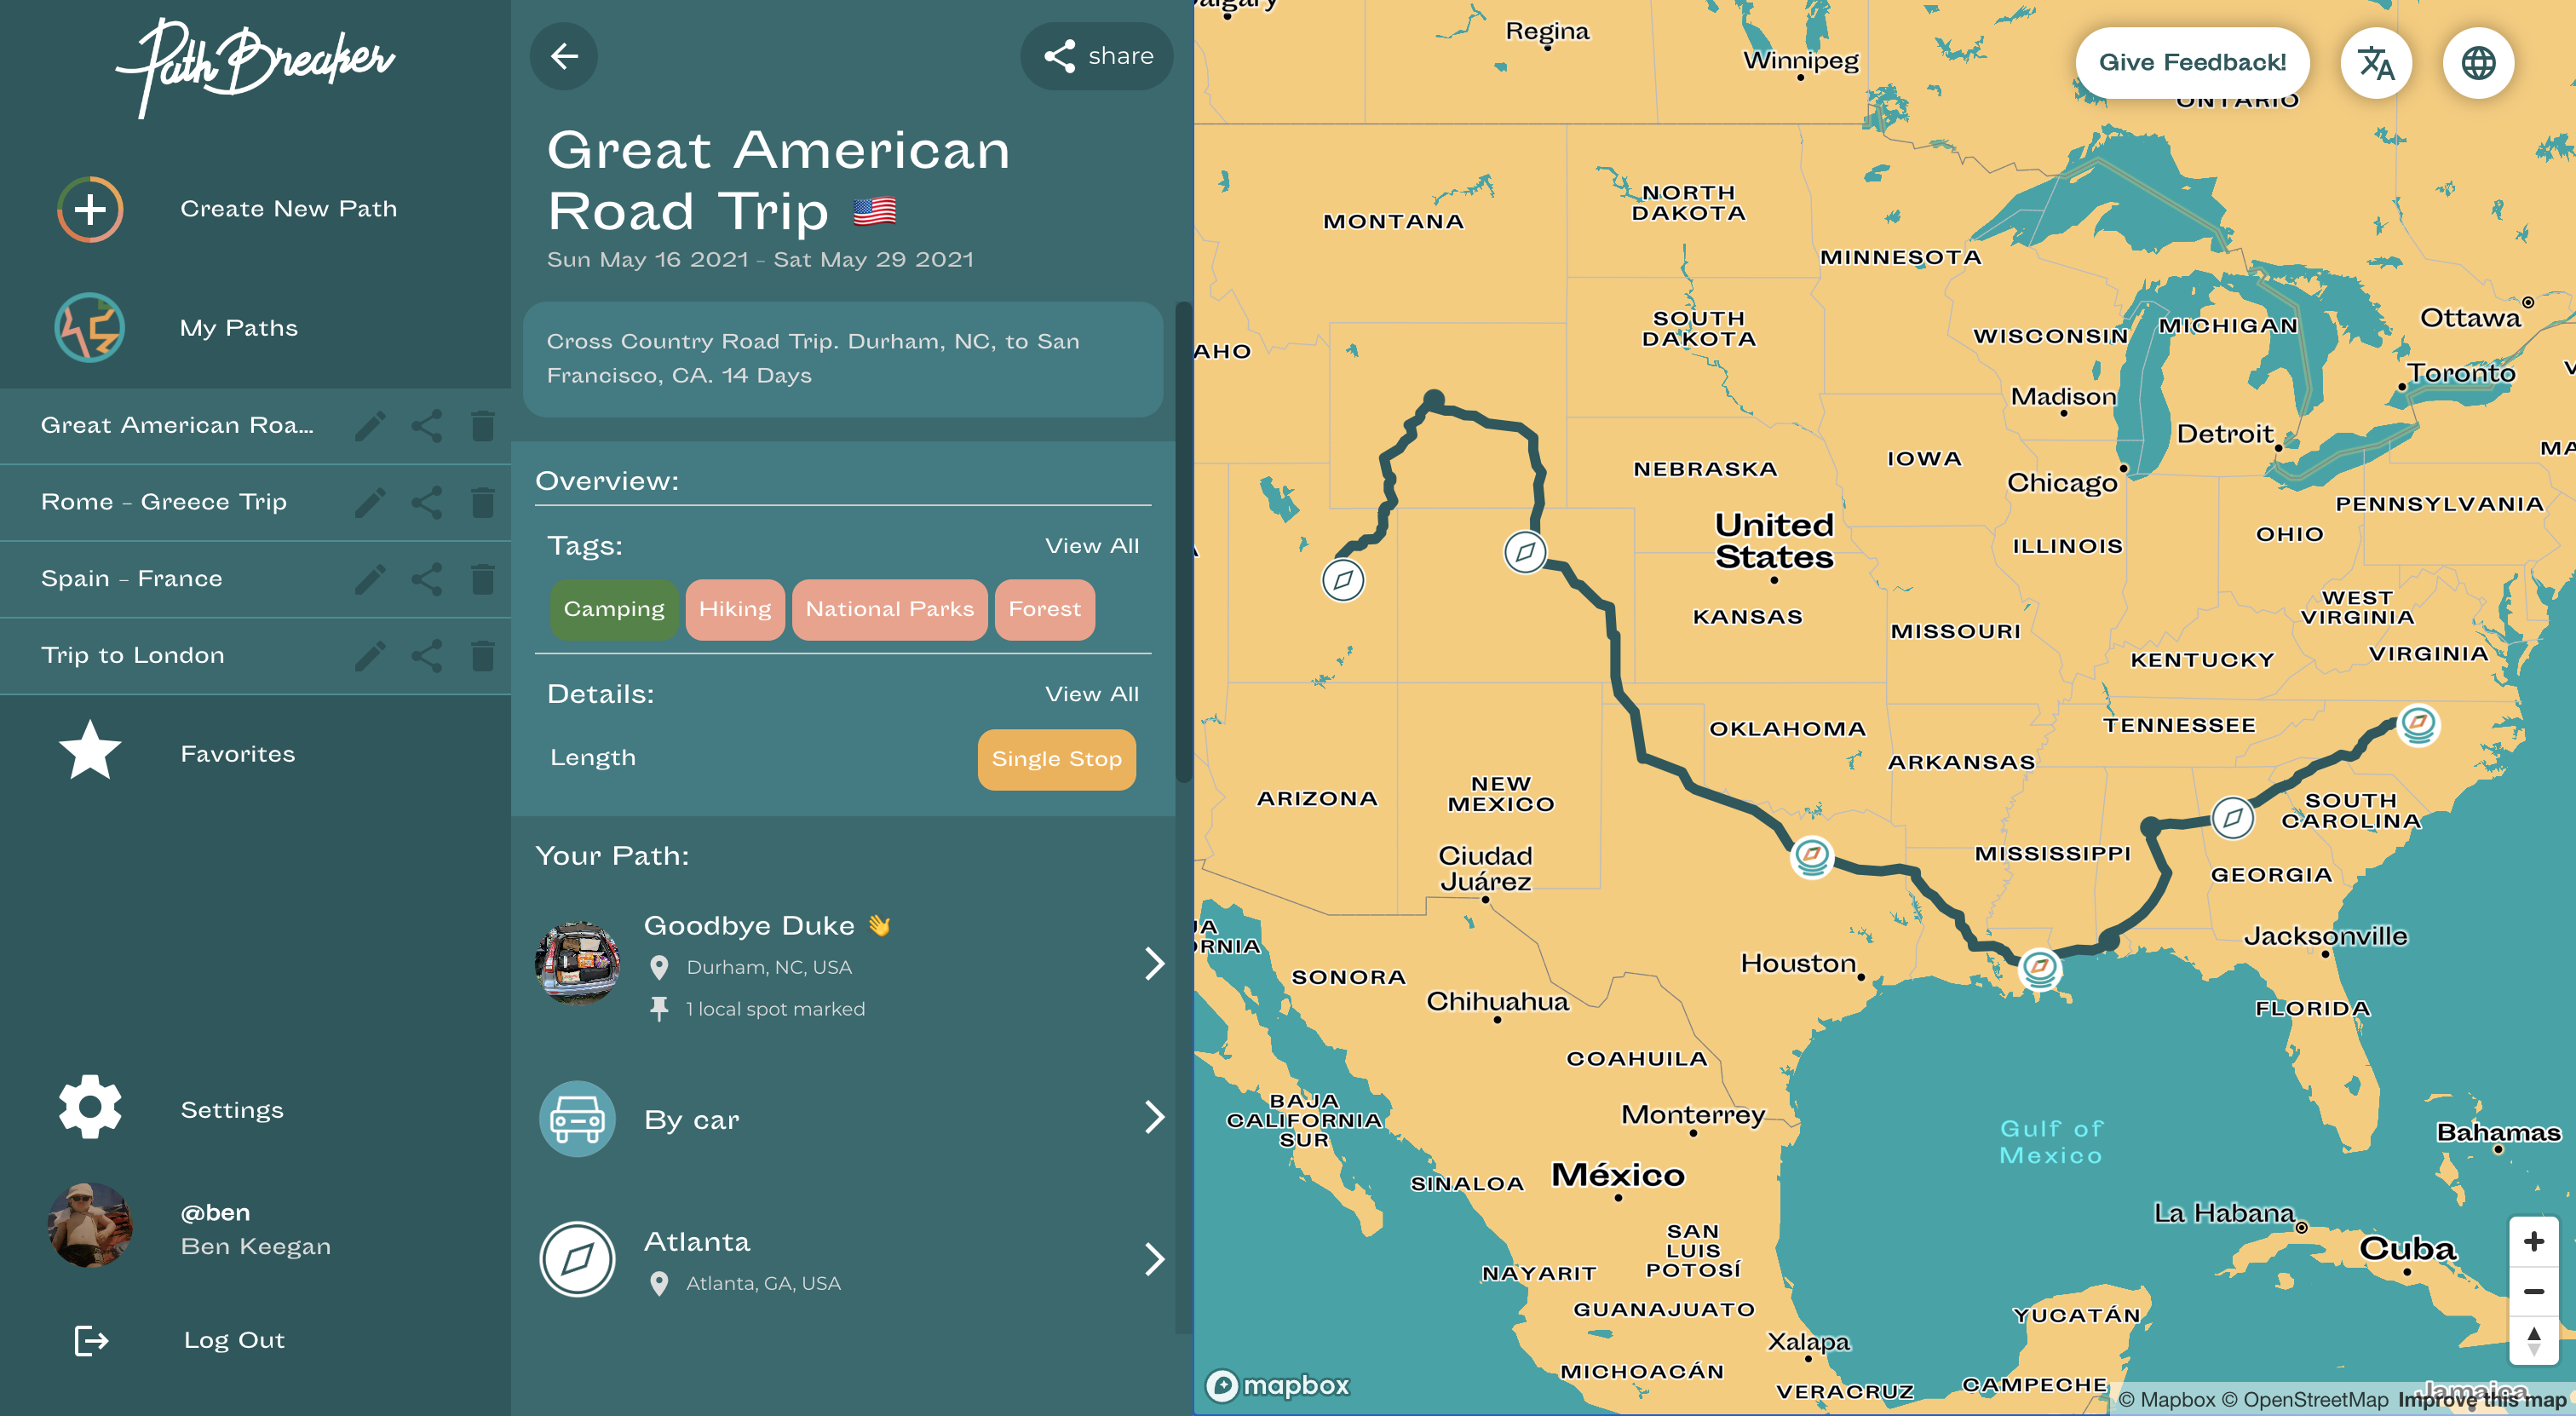 Path Breaker
Create New Path
My Paths
Great American Roa...
Rome - Greece Trip
Spain - France
Trip to London
Favorites
Settings
@ben
Ben Keegan
Log Out
share
Great American
Road Trip 🇺🇸
Sun May 16 2021 - Sat May 29 2021
Cross Country Road Trip. Durham, NC, to San
Francisco, CA. 14 Days
Overview:
Tags:
View All
Camping
Hiking
National Parks
Forest
Details:
View All
Length
Single Stop
Your Path:
Goodbye Duke 👋
Durham, NC, USA
1 local spot marked
By car
Atlanta
Atlanta, GA, USA
Give Feedback!
Regina
Winnipeg
ONTARIO
MONTANA
NORTH
DAKOTA
MINNESOTA
SOUTH
DAKOTA
WISCONSIN
MICHIGAN
Ottawa
AHO
Toronto
Madison
Detroit
MA
NEBRASKA
IOWA
Chicago
PENNSYLVANIA
United
States
ILLINOIS
OHIO
KANSAS
MISSOURI
WEST
VIRGINIA
KENTUCKY
VIRGINIA
OKLAHOMA
TENNESSEE
ARKANSAS
ARIZONA
NEW
MEXICO
SOUTH
CAROLINA
MISSISSIPPI
GEORGIA
Ciudad
Juárez
Jacksonville
RNIA
Houston
SONORA
Chihuahua
FLORIDA
COAHUILA
BAJA
CALIFORNIA
SUR
Monterrey
Gulf of
Mexico
Bahamas
México
SINALOA
La Habana
SAN
LUIS
POTOSÍ
Cuba
NAYARIT
GUANAJUATO
YUCATÁN
Xalapa
MICHOACÁN
VERACRUZ
CAMPECHE
Jamaica
mapbox
© Mapbox © OpenStreetMap Improve this map